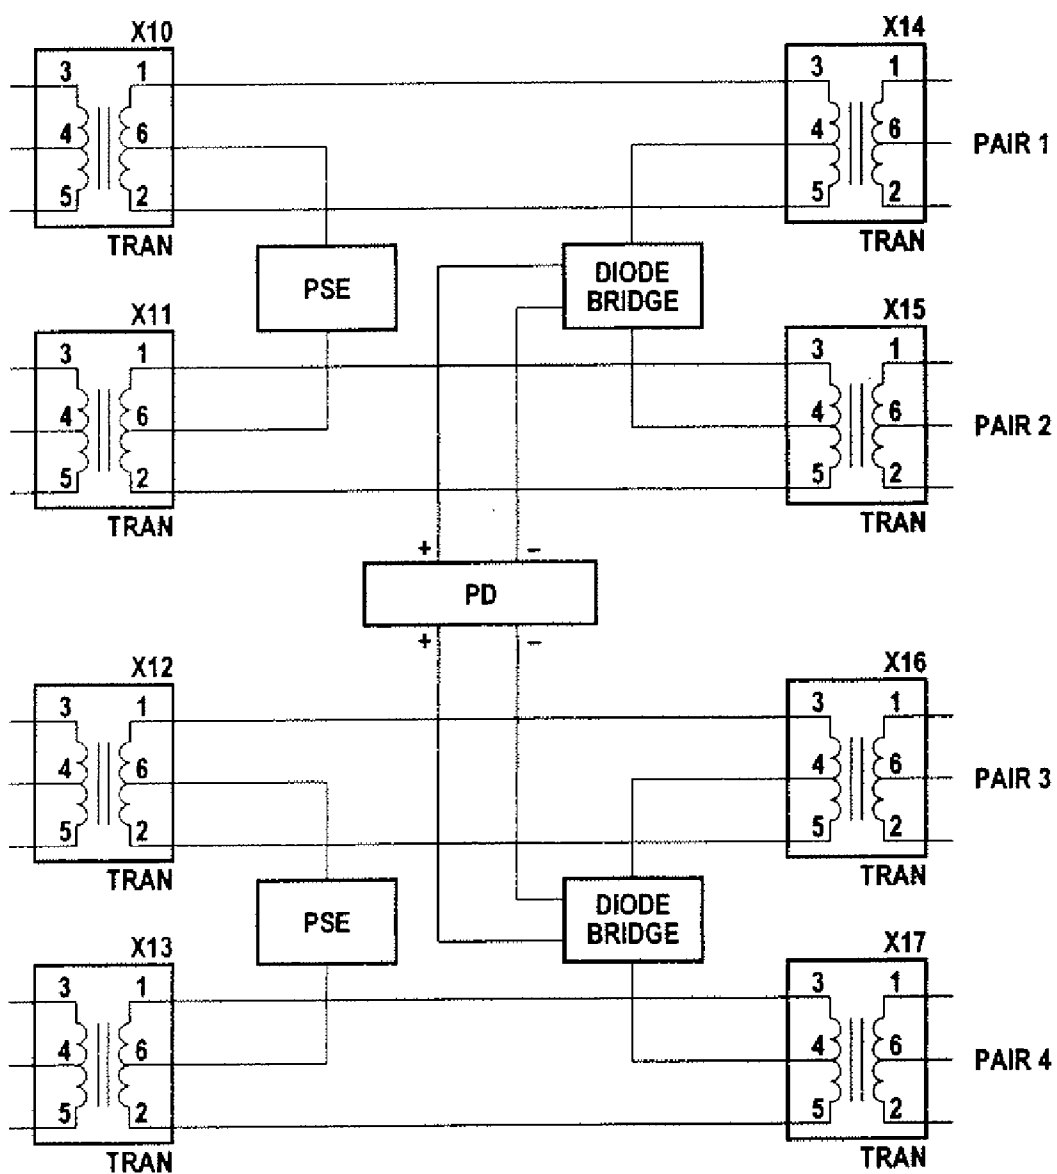 X10 X14
3 1 3 1
4 6 4 6 PAIR 1
5 2 5 2
TRAN TRAN
PSE DIODE BRIDGE
X11 X15
3 1 3 1
4 6 4 6 PAIR 2
5 2 5 2
TRAN TRAN
+ −
PD
+ −
X12 X16
3 1 3 1
4 6 4 6 PAIR 3
5 2 5 2
TRAN TRAN
PSE DIODE BRIDGE
X13 X17
3 1 3 1
4 6 4 6 PAIR 4
5 2 5 2
TRAN TRAN